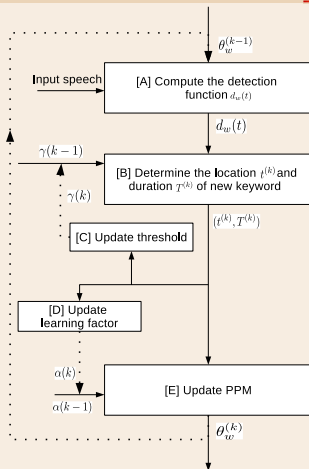 θ_w^{(k-1)}
Input speech
[A] Compute the detection
function d_w(t)
d_w(t)
γ(k−1)
[B] Determine the location t^{(k)} and
duration T^{(k)} of new keyword
γ(k)
(t^{(k)}, T^{(k)})
[C] Update threshold
[D] Update
learning factor
α(k)
[E] Update PPM
α(k−1)
θ_w^{(k)}